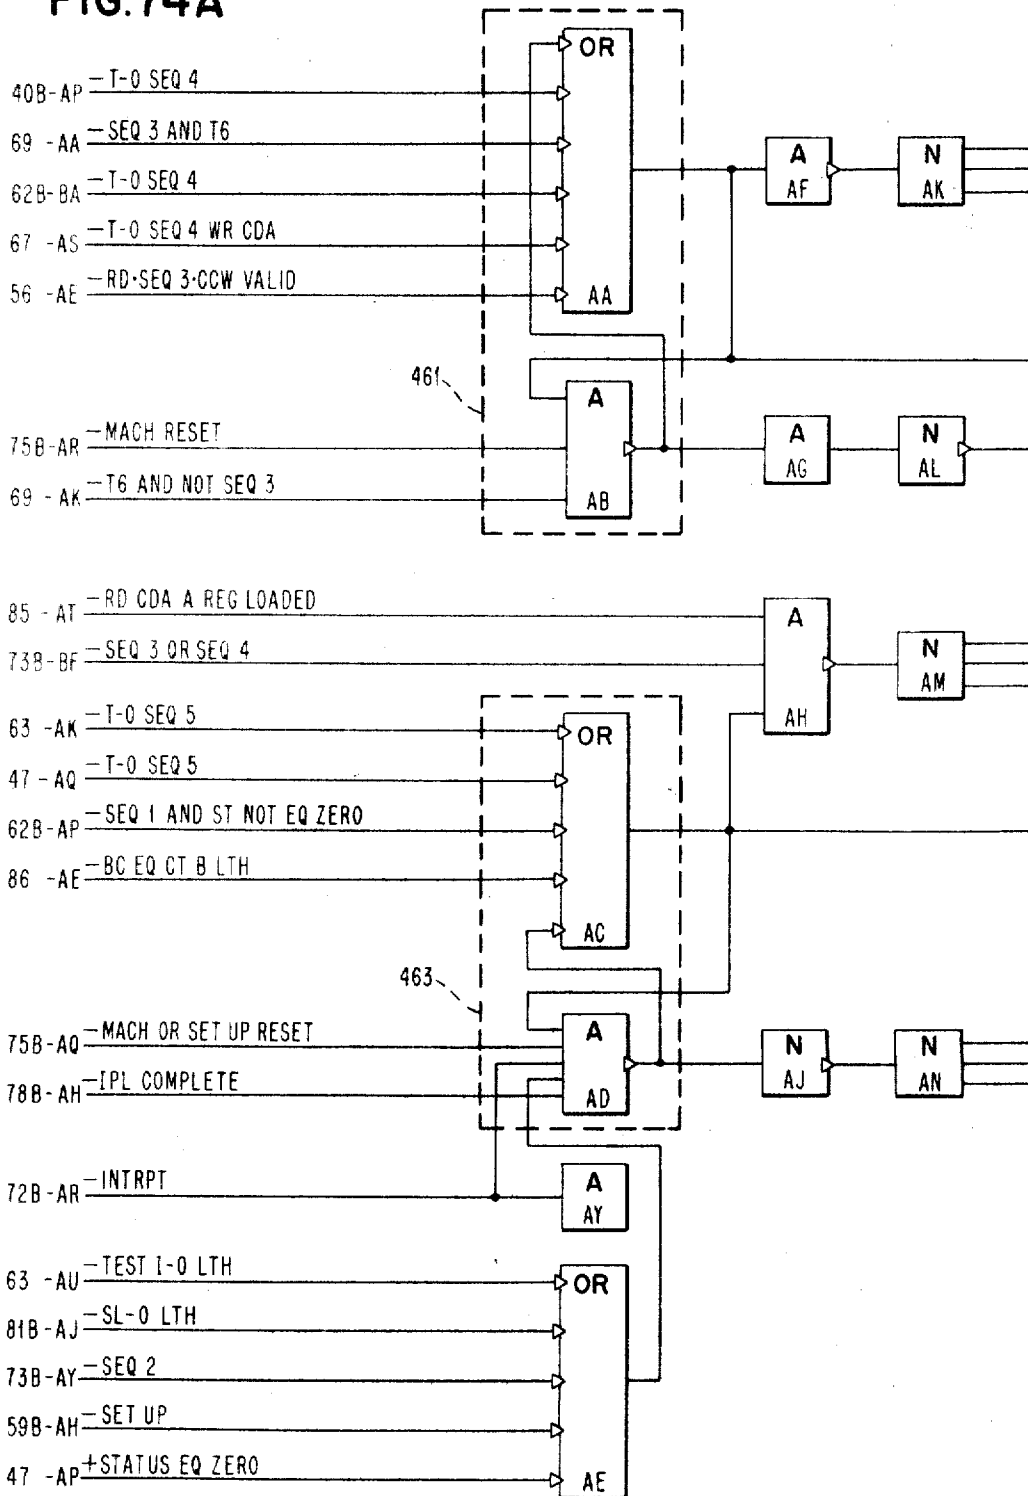 FIG. 74A
OR
40B-AP -T-0 SEQ 4
69 -AA -SEQ 3 AND T6
62B-BA -T-0 SEQ 4
67 -AS -T-0 SEQ 4 WR CDA
56 -AE -RD·SEQ 3·CCW VALID
AA
A
AF
N
AK
461
A
75B-AR -MACH RESET
69 -AK -T6 AND NOT SEQ 3
AB
A
AG
N
AL
85 -AT -RD CDA A REG LOADED
73B-BF -SEQ 3 OR SEQ 4
A
AH
N
AM
63 -AK -T-0 SEQ 5
47 -AQ -T-0 SEQ 5
62B-AP -SEQ 1 AND ST NOT EQ ZERO
86 -AE -BC EQ CT B LTH
OR
AC
463
75B-AQ -MACH OR SET UP RESET
78B-AH -IPL COMPLETE
A
AD
N
AJ
N
AN
72B-AR -INTRPT
A
AY
63 -AU -TEST I-0 LTH
81B-AJ -SL-0 LTH
73B-AY -SEQ 2
59B-AH -SET UP
47 -AP +STATUS EQ ZERO
OR
AE